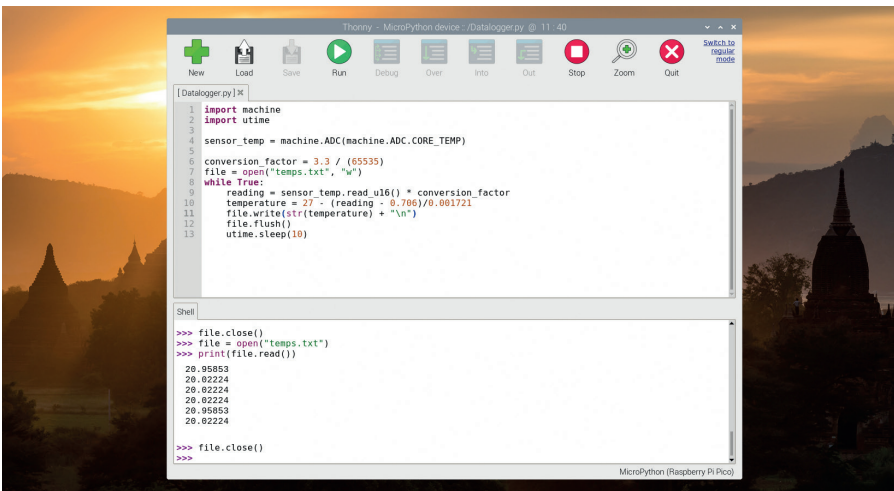 Thonny - MicroPython device :: /Datalogger.py @ 11 : 40
New Load Save Run Debug Over Into Out Stop Zoom Quit
Switch to
regular
mode
[ Datalogger.py ]
1 import machine
2 import utime
3
4 sensor_temp = machine.ADC(machine.ADC.CORE_TEMP)
5
6 conversion_factor = 3.3 / (65535)
7 file = open("temps.txt", "w")
8 while True:
9     reading = sensor_temp.read_u16() * conversion_factor
10     temperature = 27 - (reading - 0.706)/0.001721
11     file.write(str(temperature) + "\n")
12     file.flush()
13     utime.sleep(10)
Shell
>>> file.close()
>>> file = open("temps.txt")
>>> print(file.read())
20.95853
20.02224
20.02224
20.02224
20.95853
20.02224
>>> file.close()
>>>
MicroPython (Raspberry Pi Pico)